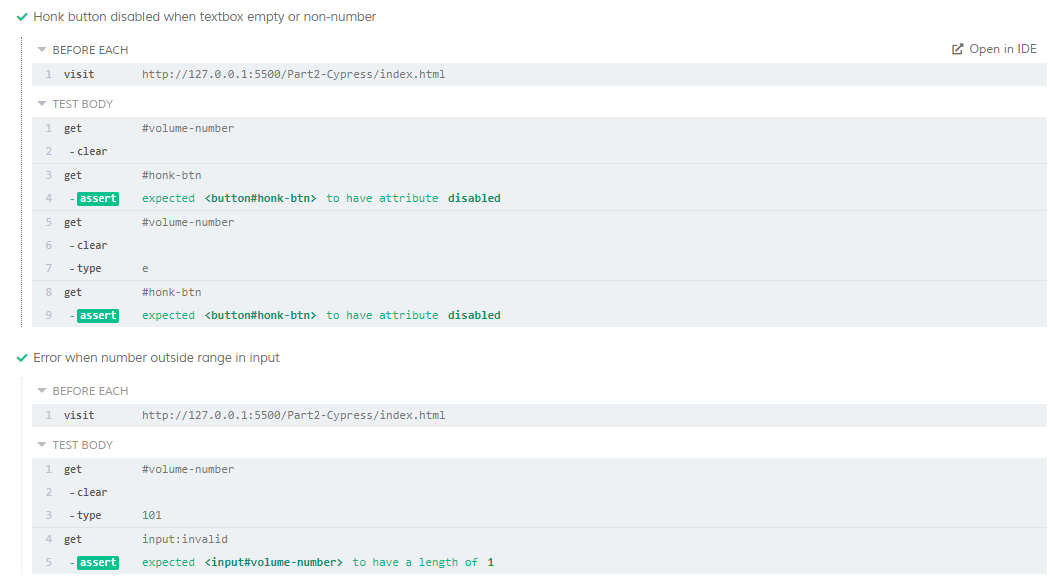 Honk button disabled when textbox empty or non-number
BEFORE EACH
Open in IDE
1 visit http://127.0.0.1:5500/Part2-Cypress/index.html
TEST BODY
1 get #volume-number
2 -clear
3 get #honk-btn
4 -assert expected <button#honk-btn> to have attribute disabled
5 get #volume-number
6 -clear
7 -type e
8 get #honk-btn
9 -assert expected <button#honk-btn> to have attribute disabled
Error when number outside range in input
BEFORE EACH
1 visit http://127.0.0.1:5500/Part2-Cypress/index.html
TEST BODY
1 get #volume-number
2 -clear
3 -type 101
4 get input:invalid
5 -assert expected <input#volume-number> to have a length of 1